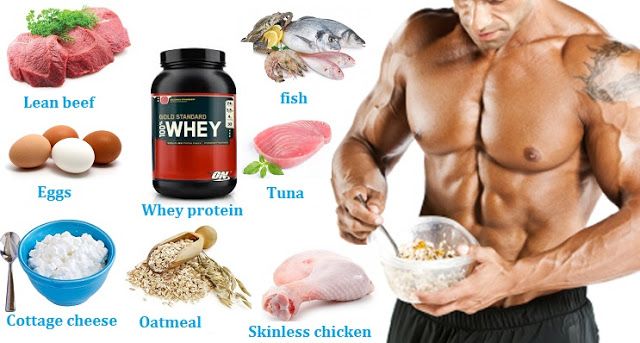 Lean beef
fish
GOLD STANDARD
100% WHEY
ON
Eggs
Whey protein
Tuna
Cottage cheese
Oatmeal
Skinless chicken